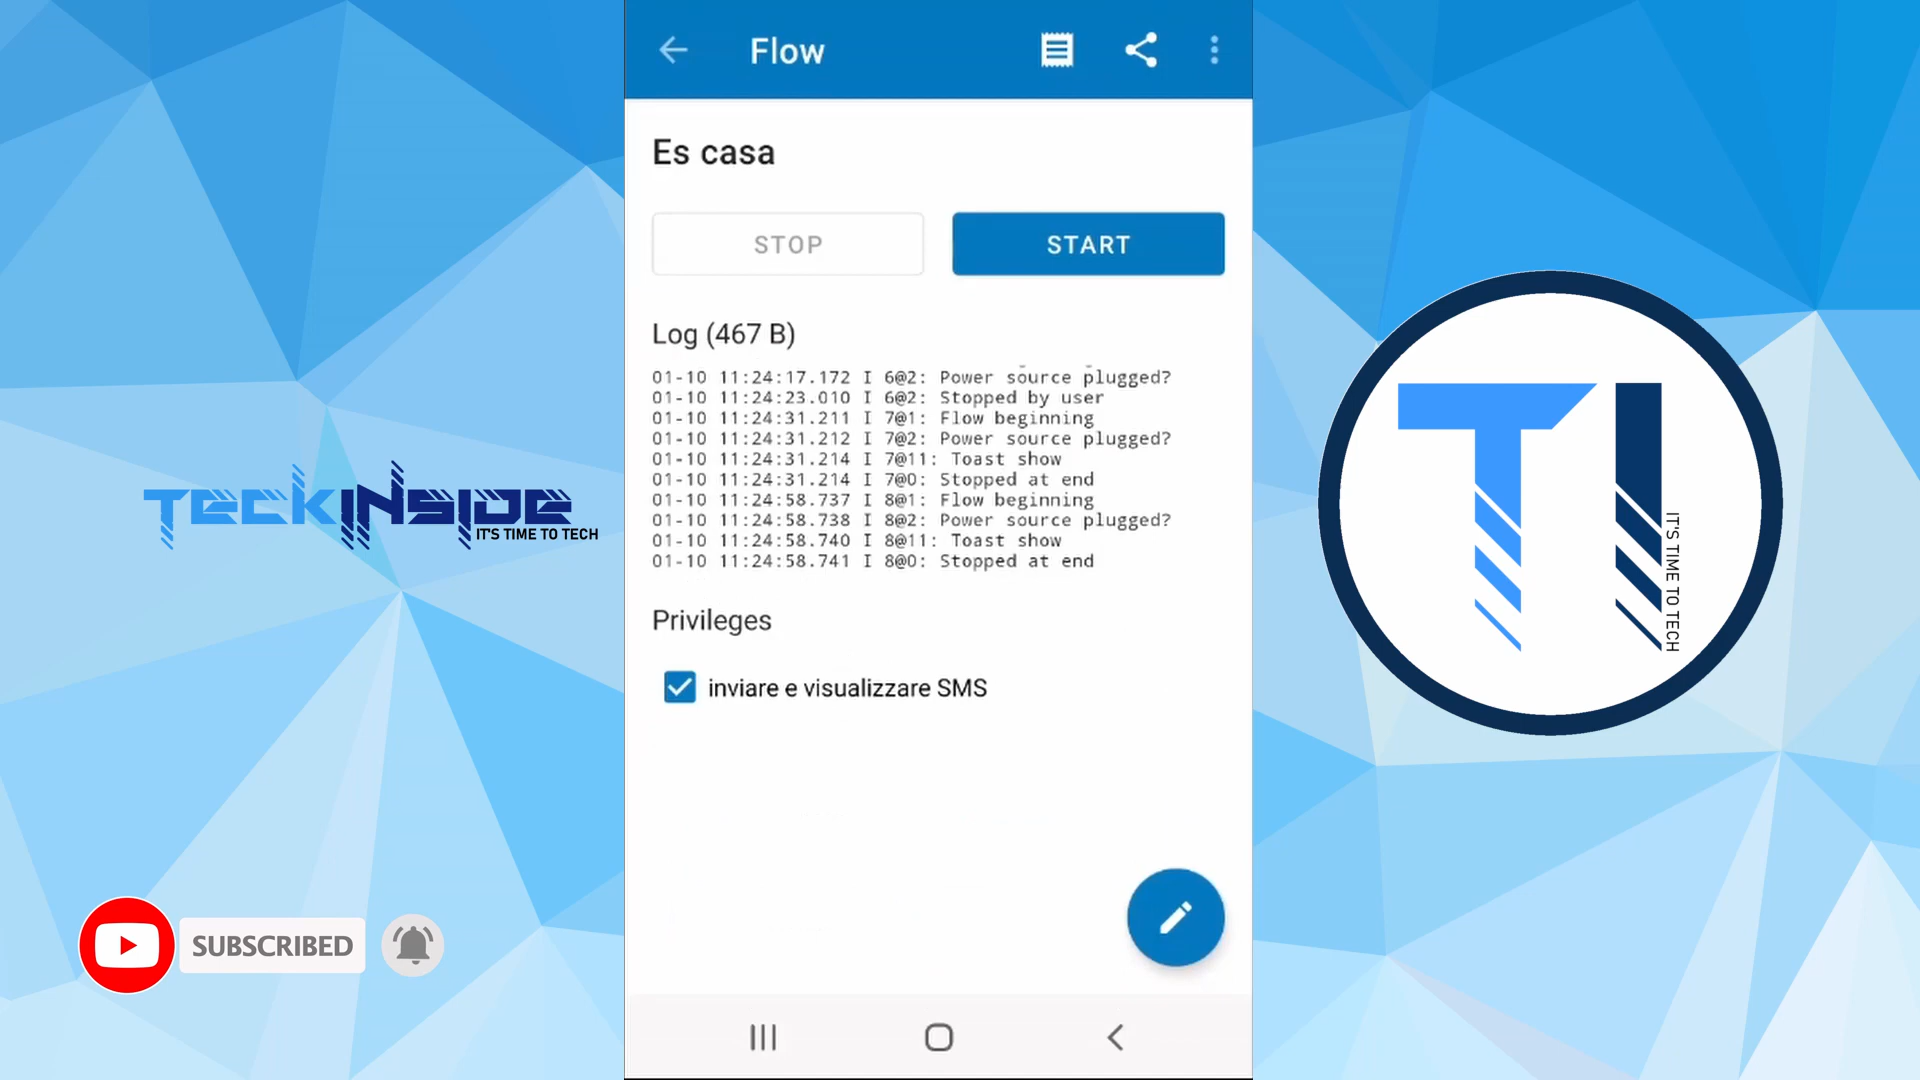 Flow
Es casa
STOP
START
Log (467 B)
01-10 11:24:17.172 I 6@2: Power source plugged?
01-10 11:24:23.010 I 6@2: Stopped by user
01-10 11:24:31.211 I 7@1: Flow beginning
01-10 11:24:31.212 I 7@2: Power source plugged?
01-10 11:24:31.214 I 7@11: Toast show
01-10 11:24:31.214 I 7@0: Stopped at end
01-10 11:24:58.737 I 8@1: Flow beginning
01-10 11:24:58.738 I 8@2: Power source plugged?
01-10 11:24:58.740 I 8@11: Toast show
01-10 11:24:58.741 I 8@0: Stopped at end
Privileges
inviare e visualizzare SMS
TECKINSIDE
IT'S TIME TO TECH
SUBSCRIBED
TI
IT'S TIME TO TECH